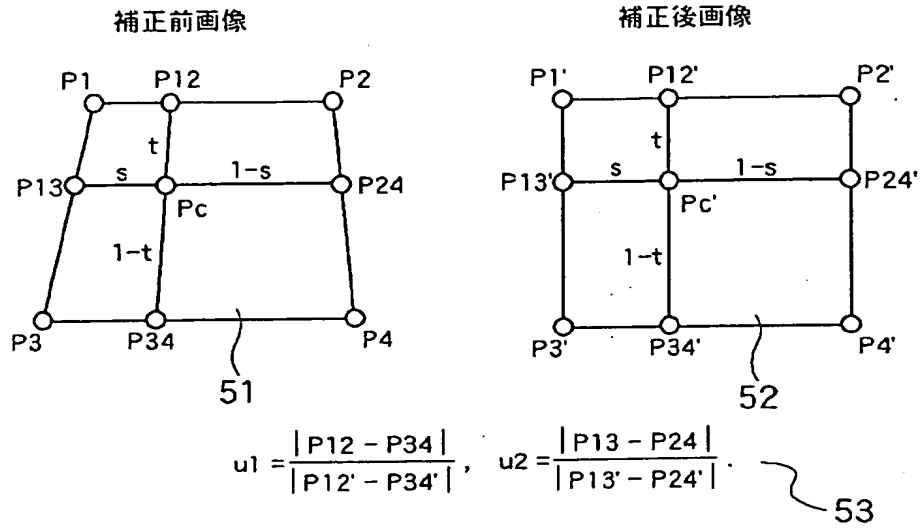 補正前画像
補正後画像
P1 P12 P2
P1' P12' P2'
t
t
P13 s 1-s P24
P13' s 1-s P24'
Pc
Pc'
1-t
1-t
P3 P34 P4
P3' P34' P4'
51
52
u1 = |P12 - P34| / |P12' - P34'| , u2 = |P13 - P24| / |P13' - P24'| .
53